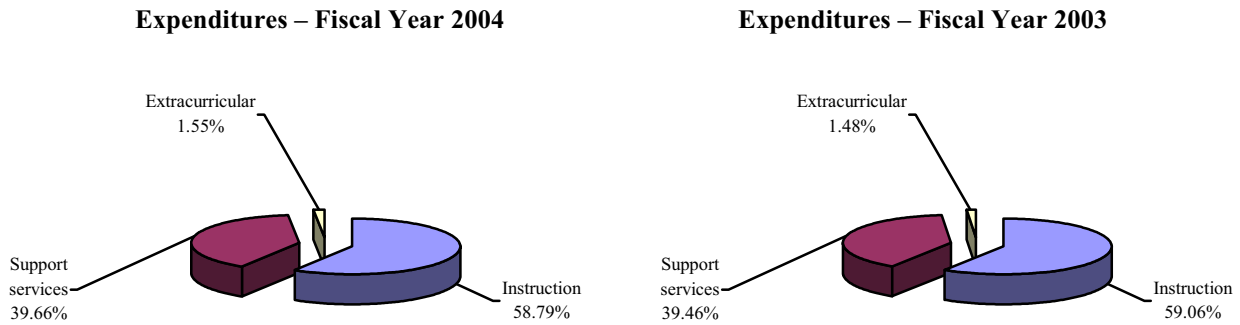 Expenditures – Fiscal Year 2004
Extracurricular
1.55%
Support
services
39.66%
Instruction
58.79%
Expenditures – Fiscal Year 2003
Extracurricular
1.48%
Support
services
39.46%
Instruction
59.06%